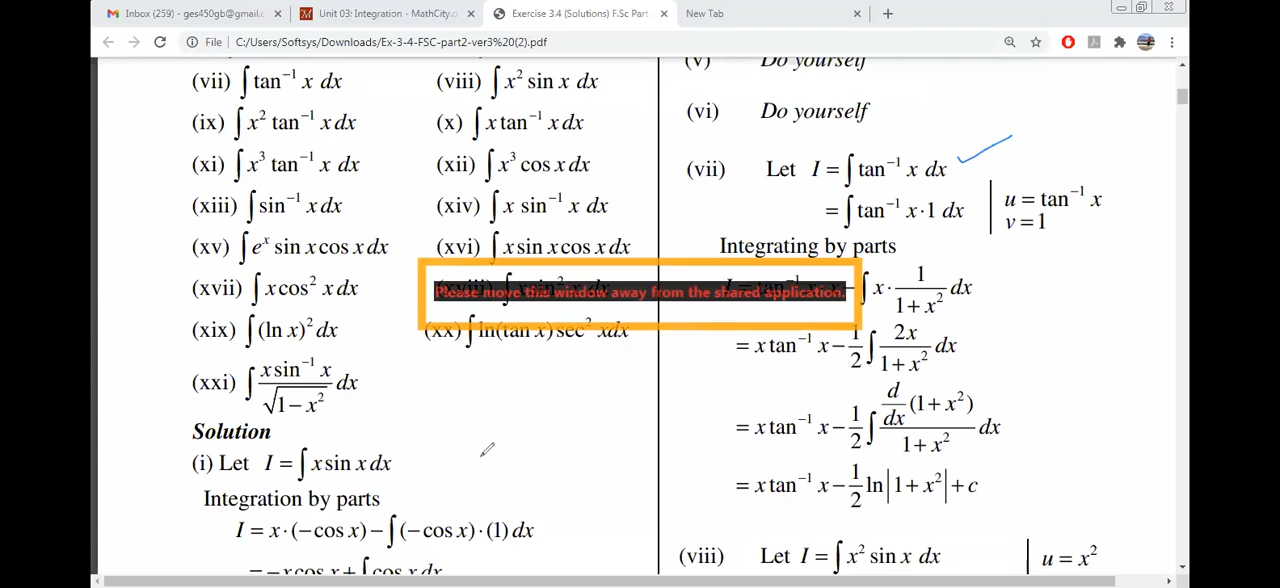 Inbox (259) - ges450gb@gmail.c
Unit 03: Integration - MathCity.o
Exercise 3.4 (Solutions) F.Sc Part
New Tab
File | C:/Users/Softsys/Downloads/Ex-3-4-FSC-part2-ver3%20(2).pdf
(vii) ∫ tan⁻¹ x dx
(viii) ∫ x² sin x dx
(ix) ∫ x² tan⁻¹ x dx
(x) ∫ x tan⁻¹ x dx
(xi) ∫ x³ tan⁻¹ x dx
(xii) ∫ x³ cos x dx
(xiii) ∫ sin⁻¹ x dx
(xiv) ∫ x sin⁻¹ x dx
(xv) ∫ eˣ sin x cos x dx
(xvi) ∫ x sin x cos x dx
(xvii) ∫ x cos² x dx
(xviii) ∫ x sin² x dx
Please move this window away from the shared application.
(xix) ∫ (ln x)² dx
(xx) ∫ ln(tan x) sec² x dx
(xxi) ∫ x sin⁻¹ x / √(1 − x²) dx
Solution
(i) Let I = ∫ x sin x dx
Integration by parts
I = x·(−cos x) − ∫ (−cos x)·(1) dx
= −x cos x + ∫ cos x dx
(v) Do yourself
(vi) Do yourself
(vii) Let I = ∫ tan⁻¹ x dx
= ∫ tan⁻¹ x·1 dx
u = tan⁻¹ x
v = 1
Integrating by parts
I = tan⁻¹ x · x − ∫ x · 1/(1 + x²) dx
= x tan⁻¹ x − 1/2 ∫ 2x/(1 + x²) dx
= x tan⁻¹ x − 1/2 ∫ d/dx (1 + x²)/(1 + x²) dx
= x tan⁻¹ x − 1/2 ln|1 + x²| + c
(viii) Let I = ∫ x² sin x dx
u = x²